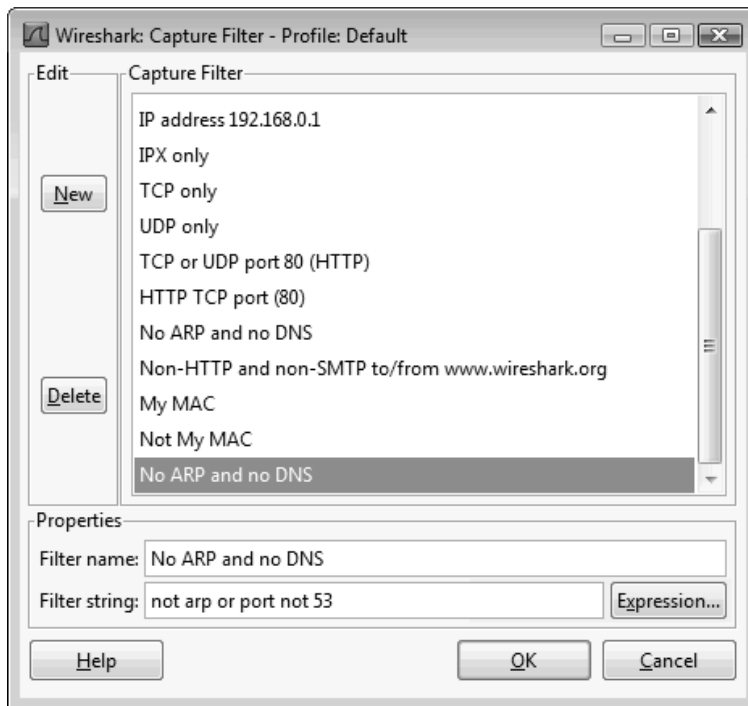 Wireshark: Capture Filter - Profile: Default
Edit
Capture Filter
IP address 192.168.0.1
IPX only
New
TCP only
UDP only
TCP or UDP port 80 (HTTP)
HTTP TCP port (80)
No ARP and no DNS
Non-HTTP and non-SMTP to/from www.wireshark.org
Delete
My MAC
Not My MAC
No ARP and no DNS
Properties
Filter name: No ARP and no DNS
Filter string: not arp or port not 53 Expression...
Help OK Cancel